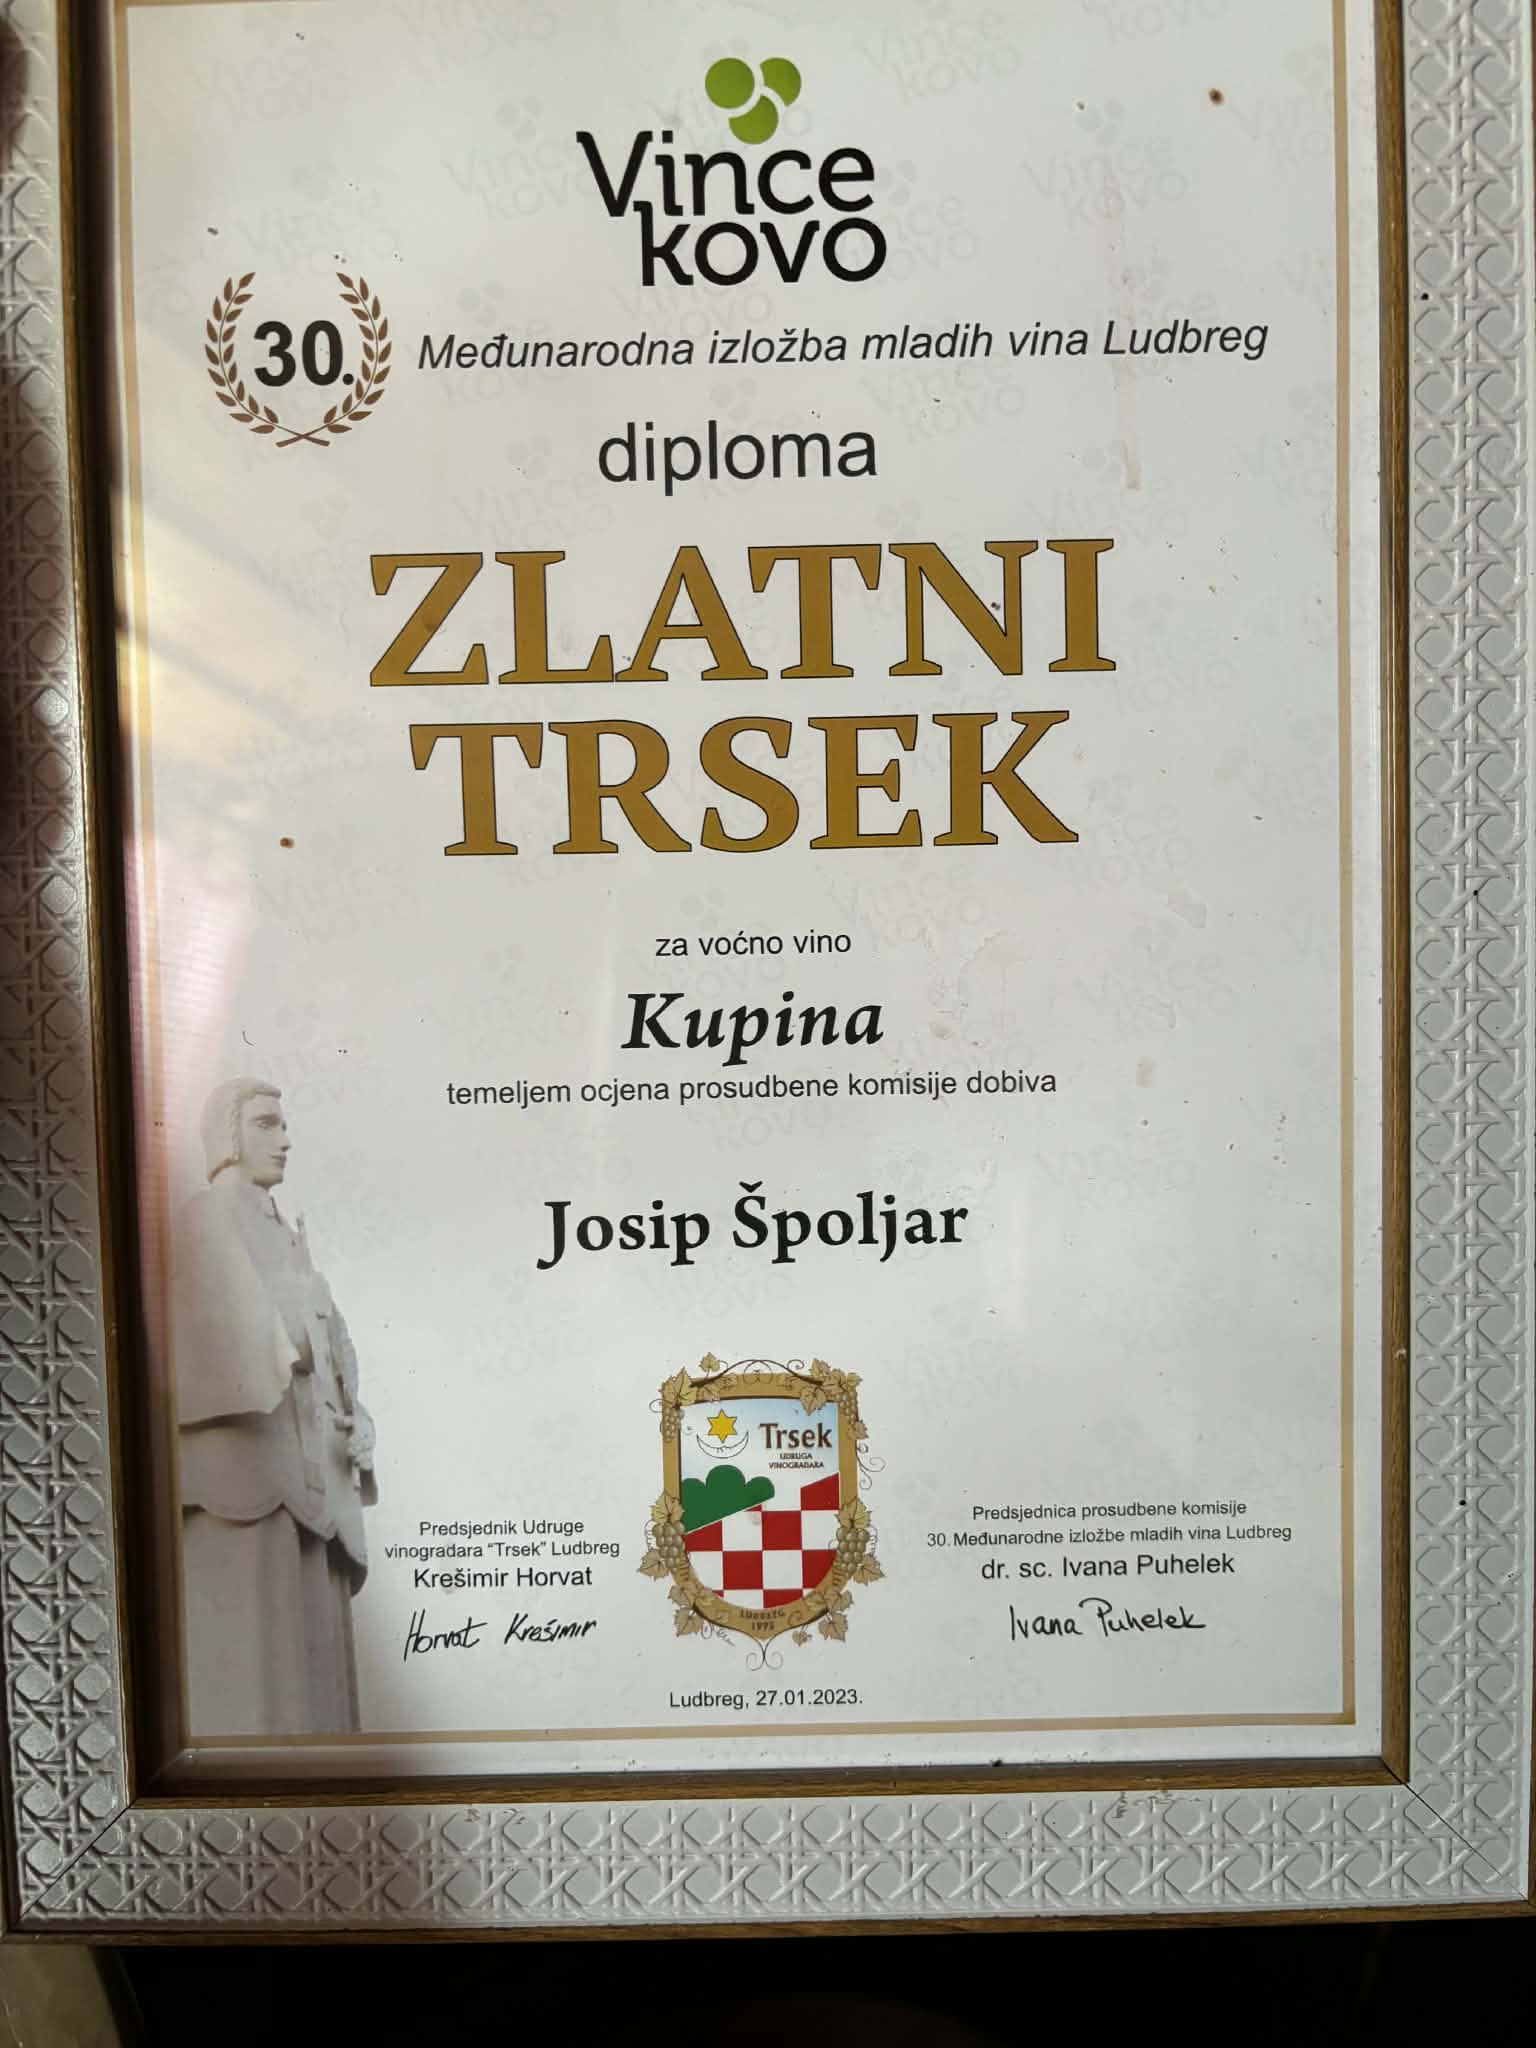 Vince
kovo
30. Međunarodna izložba mladih vina Ludbreg
diploma
ZLATNI
TRSEK
za voćno vino
Kupina
temeljem ocjena prosudbene komisije dobiva
Josip Špoljar
Trsek
UDRUGA
VINOGRADARA
LUDBREG
1995
Predsjednik Udruge
vinogradara "Trsek" Ludbreg
Krešimir Horvat
Horvat Krešimir
Predsjednica prosudbene komisije
30. Međunarodne izložbe mladih vina Ludbreg
dr. sc. Ivana Puhelek
Ivana Puhelek
Ludbreg, 27.01.2023.